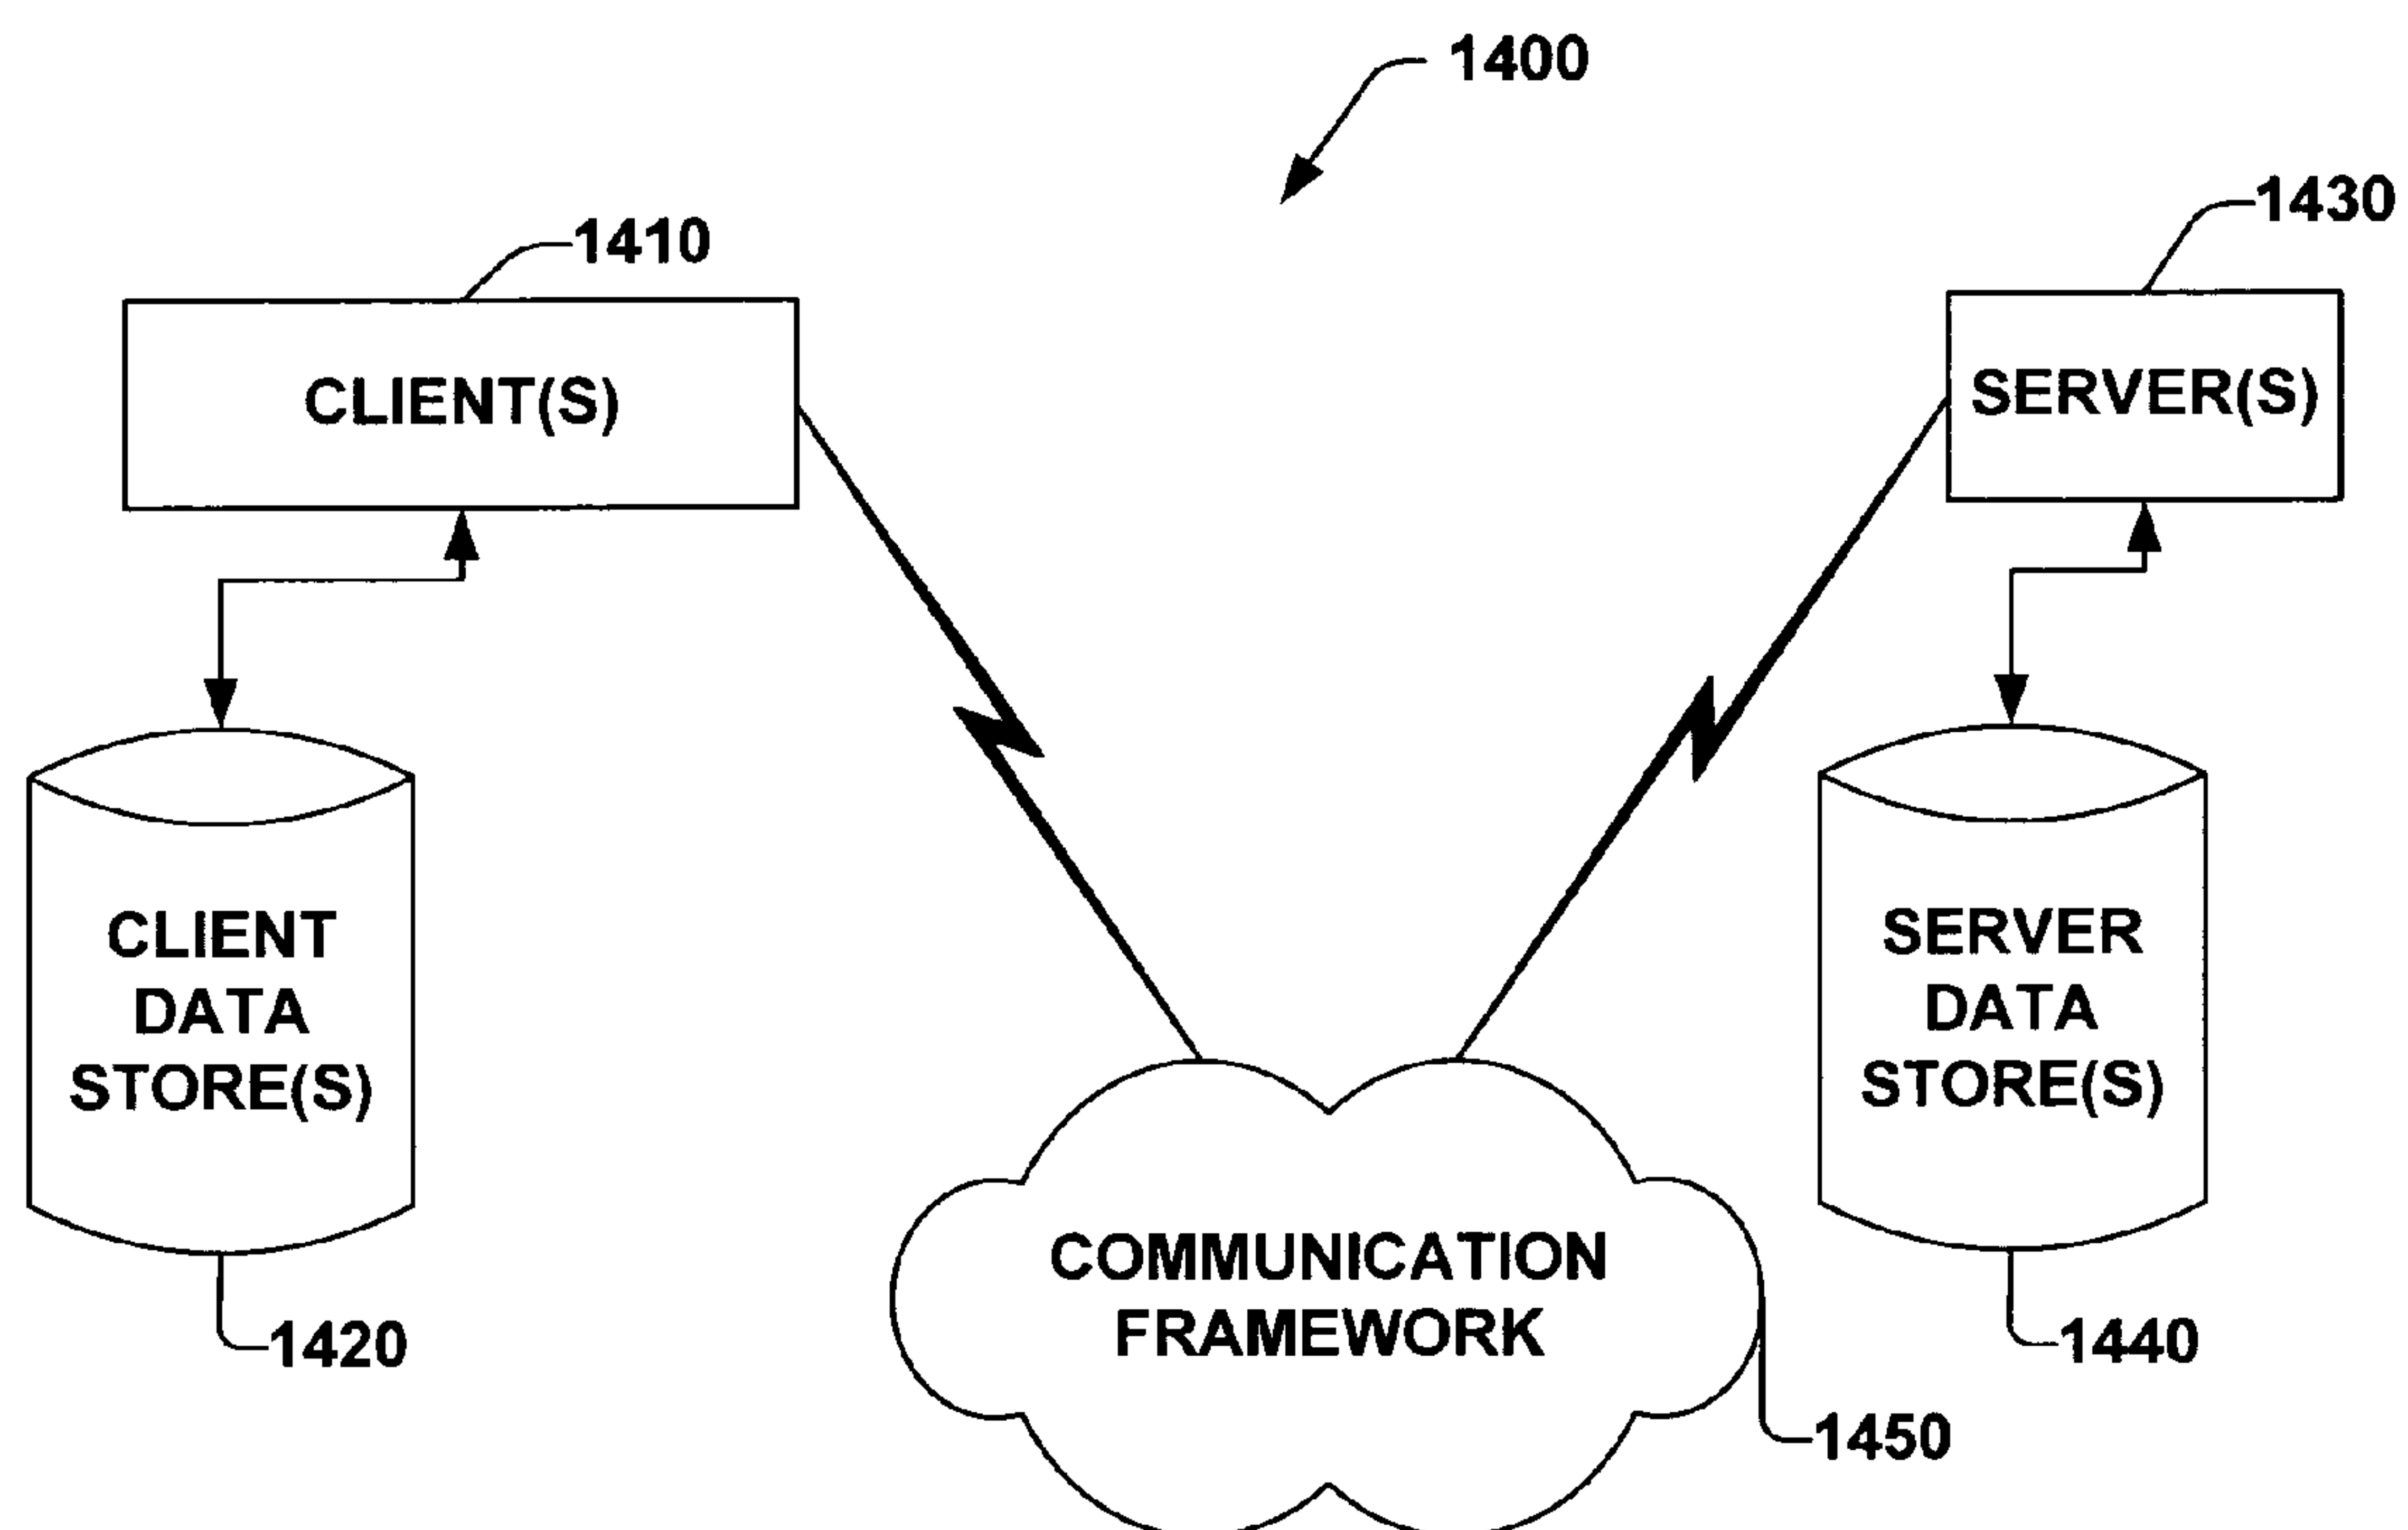 1400
1430
1410
CLIENT(S)
SERVER(S)
CLIENT
DATA
STORE(S)
SERVER
DATA
STORE(S)
COMMUNICATION
FRAMEWORK
1420
1440
1450